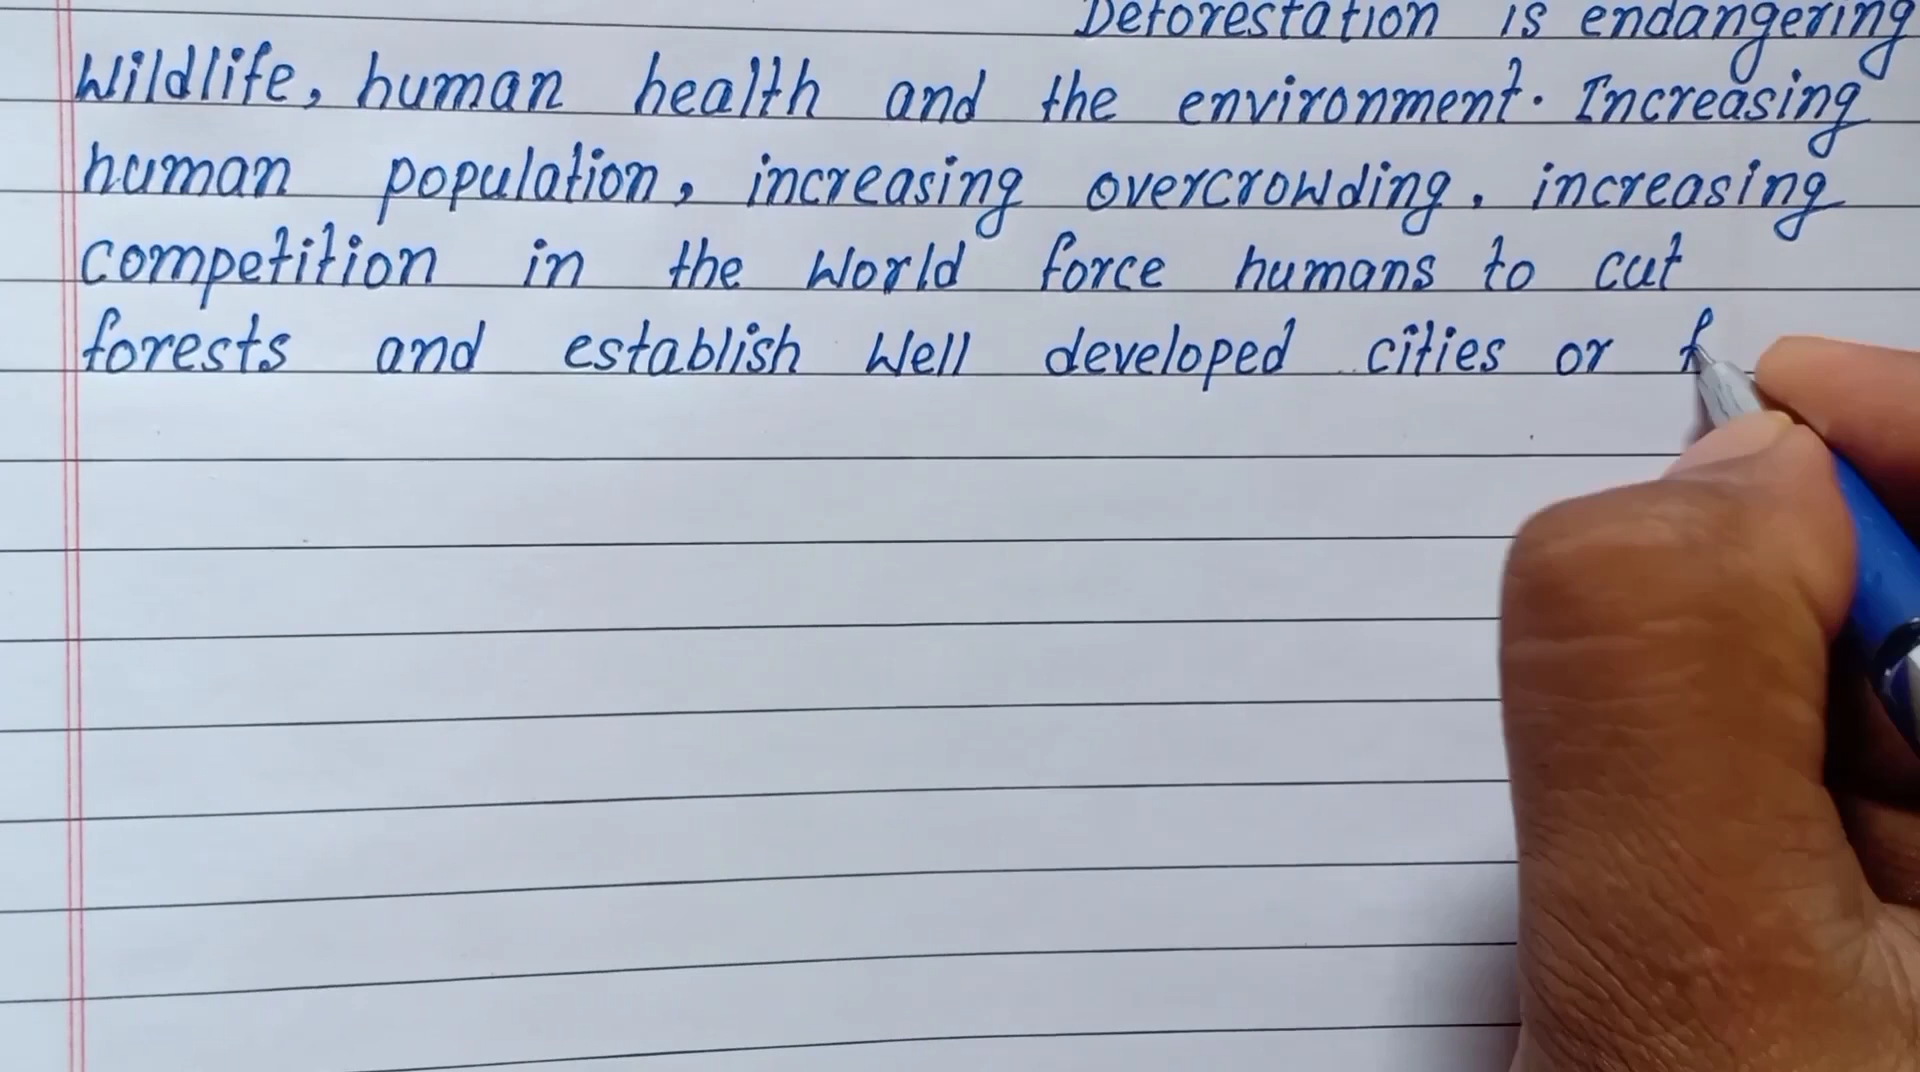 Deforestation is endangering
Wildlife, human health and the environment. Increasing
human population, increasing overcrowding, increasing
competition in the World force humans to cut
forests and establish Well developed cities or f